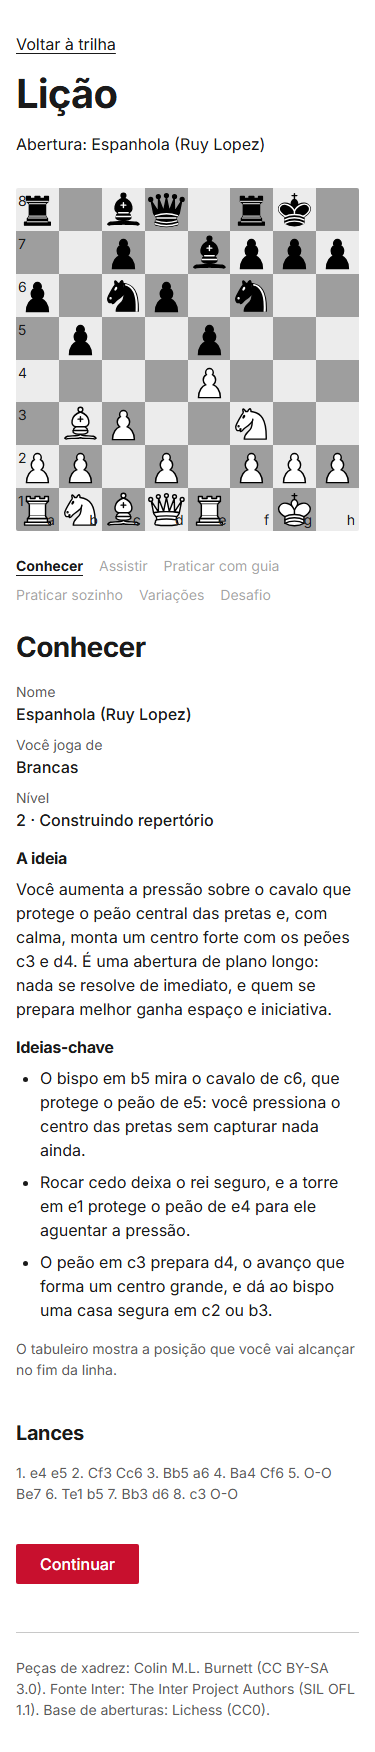 Voltar à trilha
Lição
Abertura: Espanhola (Ruy Lopez)
8
7
6
5
4
3
2
1
a b c d e f g h
Conhecer Assistir Praticar com guia
Praticar sozinho Variações Desafio
Conhecer
Nome
Espanhola (Ruy Lopez)
Você joga de
Brancas
Nível
2 · Construindo repertório
A ideia
Você aumenta a pressão sobre o cavalo que
protege o peão central das pretas e, com
calma, monta um centro forte com os peões
c3 e d4. É uma abertura de plano longo:
nada se resolve de imediato, e quem se
prepara melhor ganha espaço e iniciativa.
Ideias-chave
• O bispo em b5 mira o cavalo de c6, que
protege o peão de e5: você pressiona o
centro das pretas sem capturar nada
ainda.
• Rocar cedo deixa o rei seguro, e a torre
em e1 protege o peão de e4 para ele
aguentar a pressão.
• O peão em c3 prepara d4, o avanço que
forma um centro grande, e dá ao bispo
uma casa segura em c2 ou b3.
O tabuleiro mostra a posição que você vai alcançar
no fim da linha.
Lances
1. e4 e5 2. Cf3 Cc6 3. Bb5 a6 4. Ba4 Cf6 5. O-O
Be7 6. Te1 b5 7. Bb3 d6 8. c3 O-O
Continuar
Peças de xadrez: Colin M.L. Burnett (CC BY-SA
3.0). Fonte Inter: The Inter Project Authors (SIL OFL
1.1). Base de aberturas: Lichess (CC0).